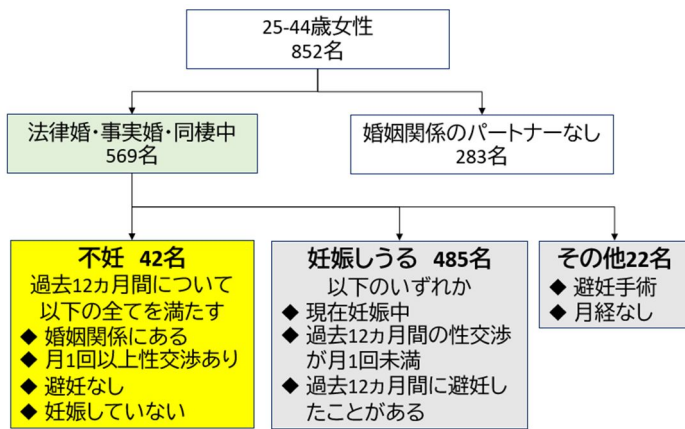 25-44歳女性
852名
法律婚・事実婚・同棲中
569名
婚姻関係のパートナーなし
283名
不妊 42名
過去12ヵ月間について
以下の全てを満たす
◆ 婚姻関係にある
◆ 月1回以上性交渉あり
◆ 避妊なし
◆ 妊娠していない
妊娠しうる 485名
以下のいずれか
◆ 現在妊娠中
◆ 過去12ヵ月間の性交渉
が月1回未満
◆ 過去12ヵ月間に避妊し
たことがある
その他22名
◆ 避妊手術
◆ 月経なし